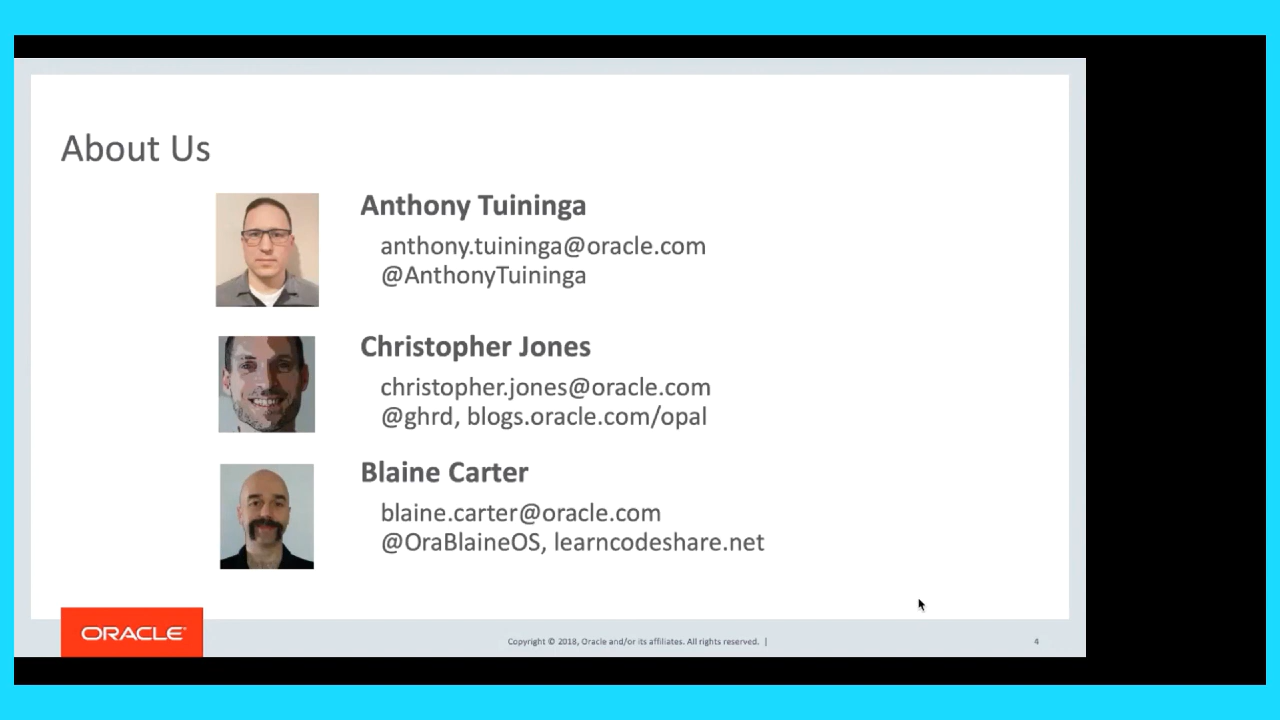 About Us
Anthony Tuininga
anthony.tuininga@oracle.com
@AnthonyTuininga
Christopher Jones
christopher.jones@oracle.com
@ghrd, blogs.oracle.com/opal
Blaine Carter
blaine.carter@oracle.com
@OraBlaineOS, learncodeshare.net
ORACLE®
Copyright © 2018, Oracle and/or its affiliates. All rights reserved. |
4